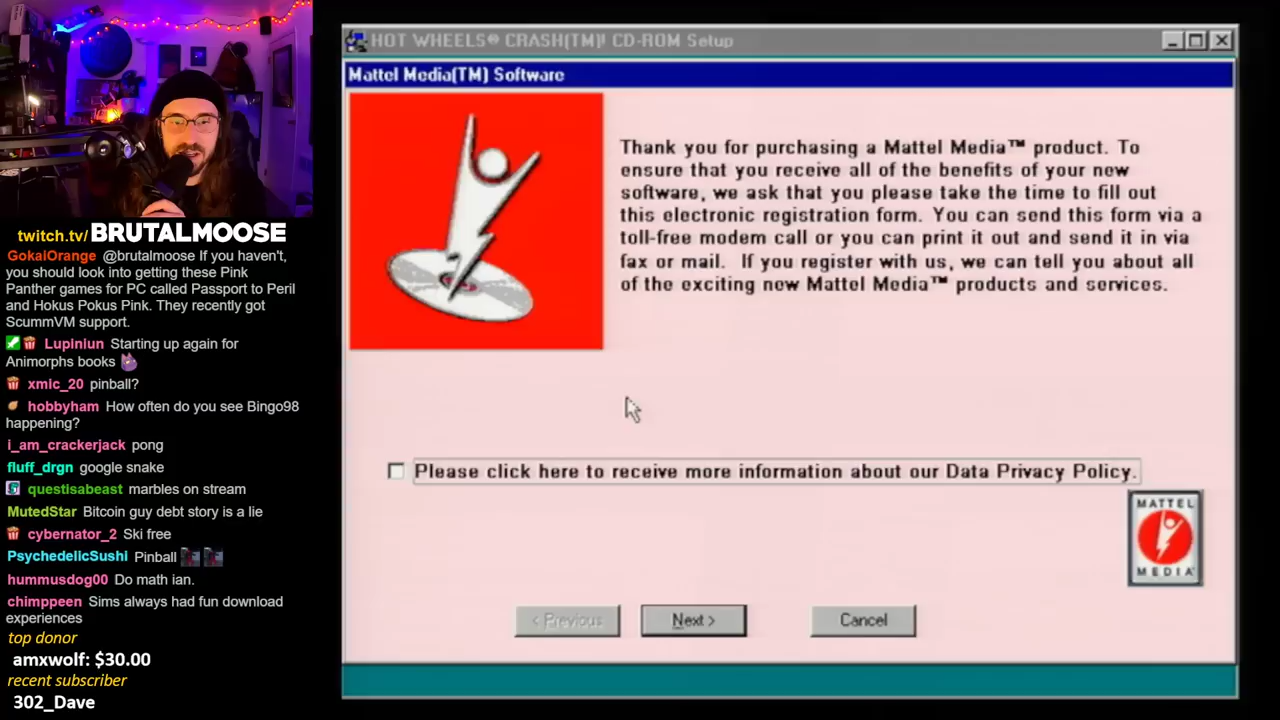 HOT WHEELS® CRASH(TM)! CD-ROM Setup
Mattel Media(TM) Software
Thank you for purchasing a Mattel Media™ product. To
ensure that you receive all of the benefits of your new
software, we ask that you please take the time to fill out
this electronic registration form. You can send this form via a
toll-free modem call or you can print it out and send it in via
fax or mail. If you register with us, we can tell you about all
of the exciting new Mattel Media™ products and services.
Please click here to receive more information about our Data Privacy Policy.
MATTEL
MEDIA
< Previous
Next >
Cancel
twitch.tv/BRUTALMOOSE
GokaiOrange @brutalmoose If you haven't,
you should look into getting these Pink
Panther games for PC called Passport to Peril
and Hokus Pokus Pink. They recently got
ScummVM support.
Lupiniun Starting up again for
Animorphs books
xmic_20 pinball?
hobbyham How often do you see Bingo98
happening?
i_am_crackerjack pong
fluff_drgn google snake
questisabeast marbles on stream
MutedStar Bitcoin guy debt story is a lie
cybernator_2 Ski free
PsychedelicSushi Pinball
hummusdog00 Do math ian.
chimppeen Sims always had fun download
experiences
top donor
amxwolf: $30.00
recent subscriber
302_Dave